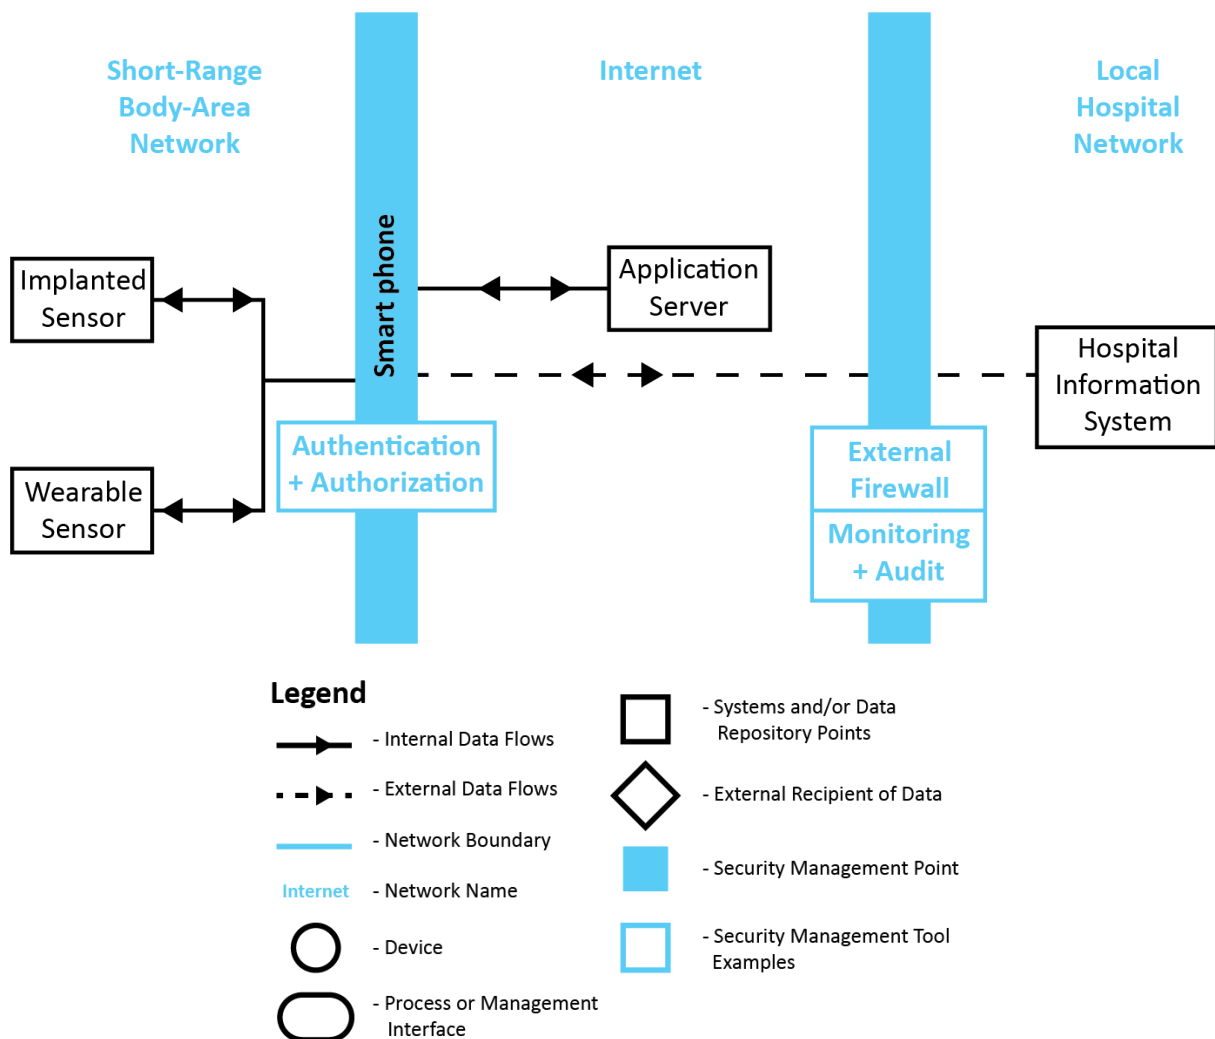 Short-Range
Body-Area
Network
Internet
Local
Hospital
Network
Smart phone
Implanted
Sensor
Application
Server
Hospital
Information
System
Authentication
+ Authorization
External
Firewall
Wearable
Sensor
Monitoring
+ Audit
Legend
- Internal Data Flows
- External Data Flows
- Network Boundary
Internet - Network Name
- Device
- Process or Management
Interface
- Systems and/or Data
Repository Points
- External Recipient of Data
- Security Management Point
- Security Management Tool
Examples